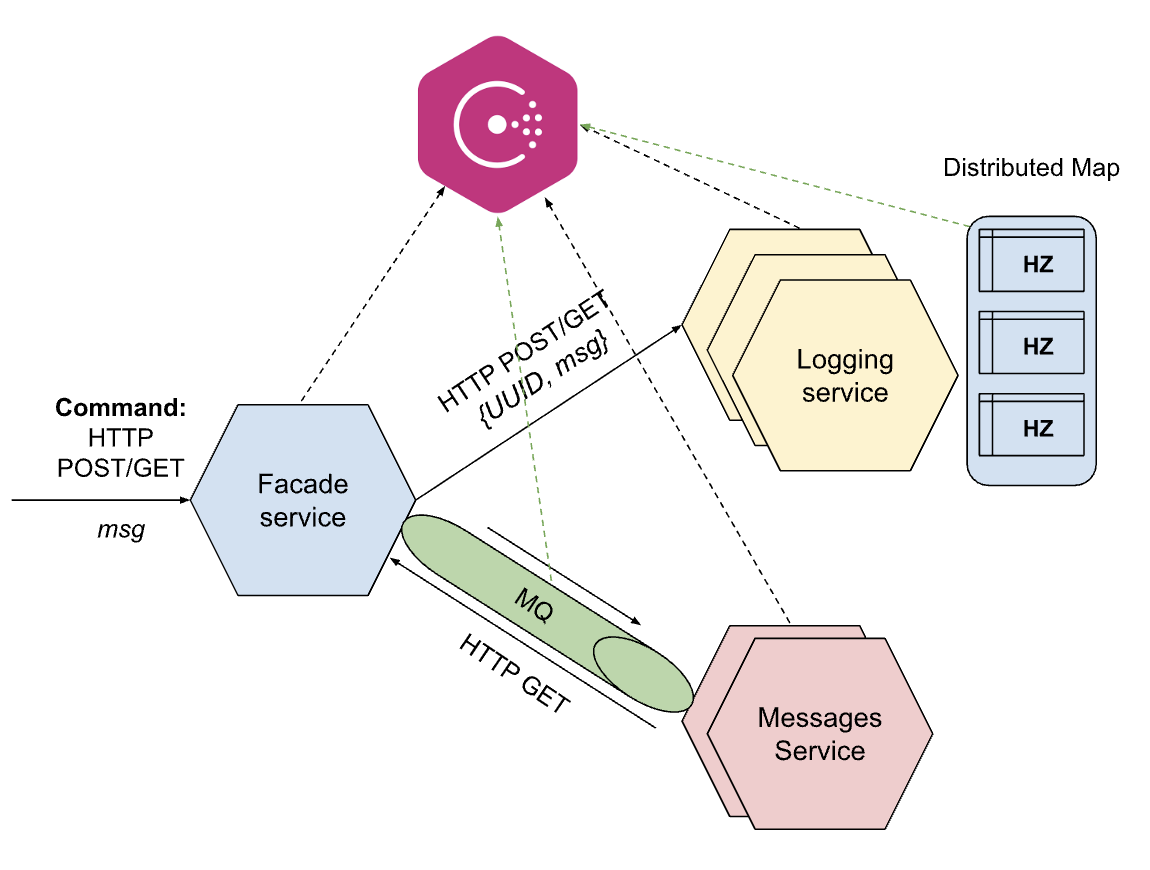 Distributed Map
HZ
HZ
HZ
HTTP POST/GET
{UUID, msg}
Logging
service
Command:
HTTP
POST/GET
msg
Facade
service
MQ
HTTP GET
Messages
Service